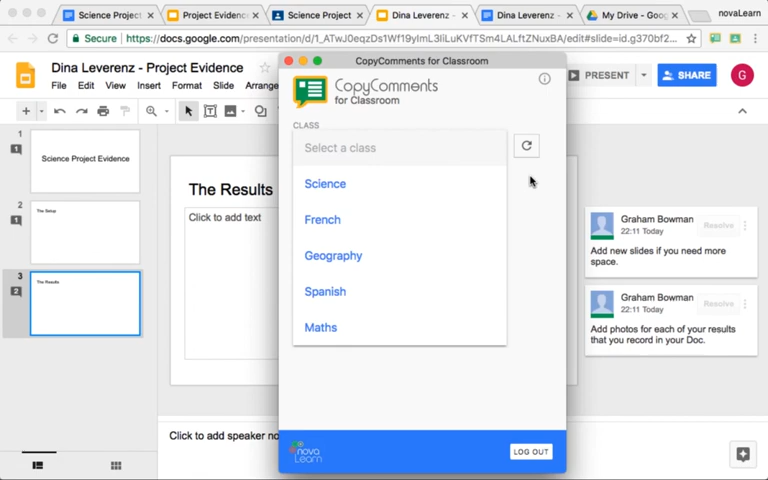 Science Project
Project Evidenc
Science Project
Dina Leverenz -
Dina Leverenz -
My Drive - Goog
novaLearn
Secure
https://docs.google.com/presentation/d/1_ATwJ0eqzDs1Wf19yImL3IiLuKVfTSm4LALftZNuxBA/edit#slide=id.g370bf2...
Dina Leverenz - Project Evidence
File Edit View Insert Format Slide Arrange
PRESENT
SHARE
G
CopyComments for Classroom
CopyComments
for Classroom
CLASS
Select a class
Science
French
Geography
Spanish
Maths
nova
Learn
LOG OUT
1
1
Science Project Evidence
2
1
The Setup
3
2
The Results
The Results
Click to add text
Click to add speaker no
Graham Bowman
22:11 Today
Resolve
Add new slides if you need more
space.
Graham Bowman
22:11 Today
Resolve
Add photos for each of your results
that you record in your Doc.